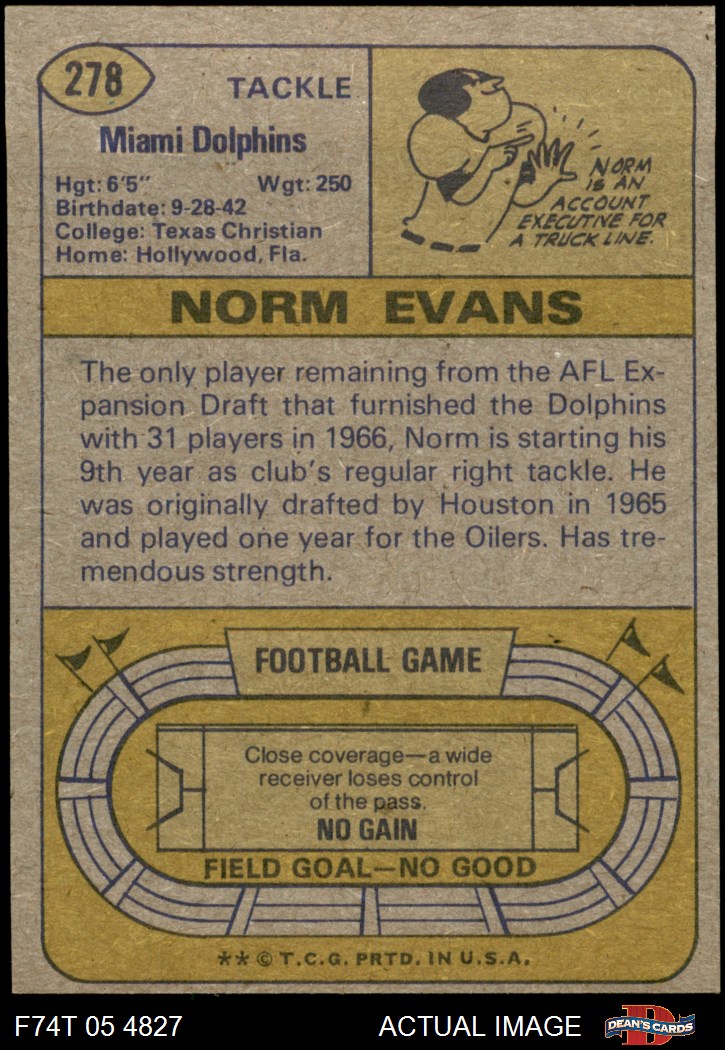 278
TACKLE
Miami Dolphins
Hgt: 6'5" Wgt: 250
Birthdate: 9-28-42
College: Texas Christian
Home: Hollywood, Fla.
NORM
IS AN
ACCOUNT
EXECUTIVE FOR
A TRUCK LINE.
NORM EVANS
The only player remaining from the AFL Ex-
pansion Draft that furnished the Dolphins
with 31 players in 1966, Norm is starting his
9th year as club's regular right tackle. He
was originally drafted by Houston in 1965
and played one year for the Oilers. Has tre-
mendous strength.
FOOTBALL GAME
Close coverage—a wide
receiver loses control
of the pass.
NO GAIN
FIELD GOAL—NO GOOD
** © T.C.G. PRTD. IN U.S.A.
F74T 05 4827 ACTUAL IMAGE
D
DEAN'S CARDS